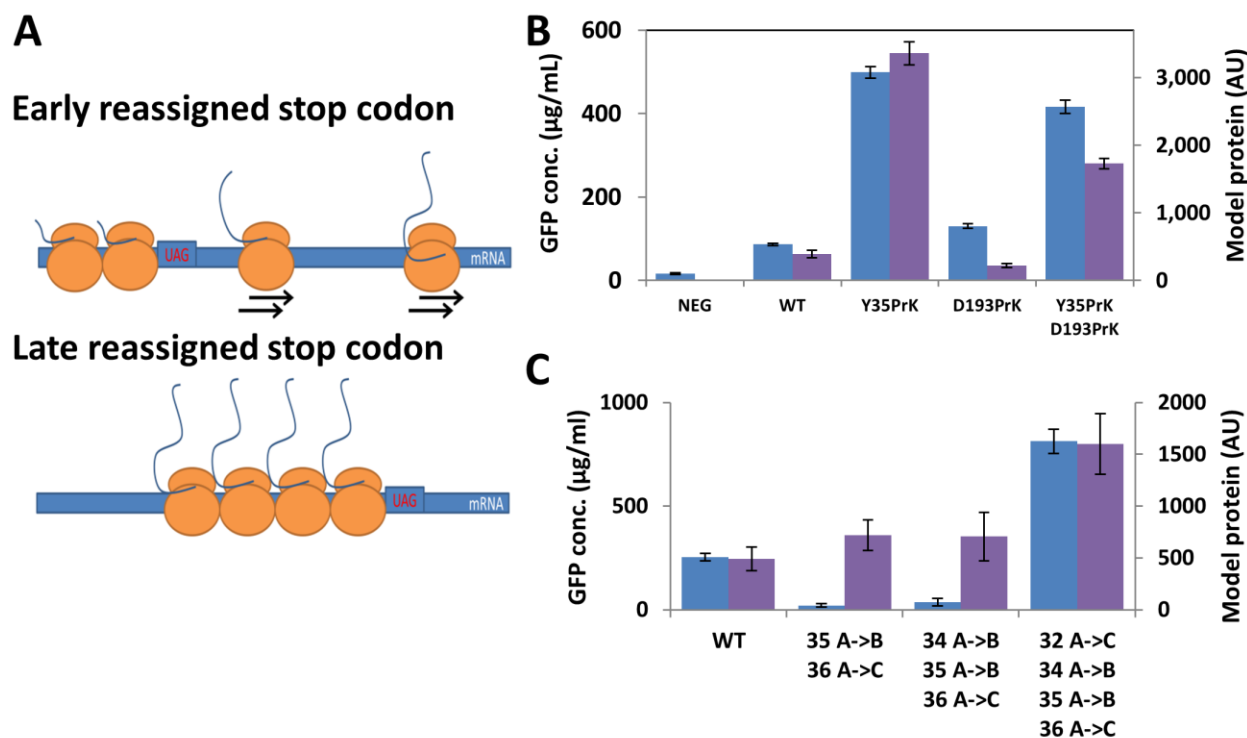 A
Early reassigned stop codon
UAG
mRNA
Late reassigned stop codon
UAG
mRNA
B
GFP conc. (µg/mL)
600
400
200
0
Model protein (AU)
3,000
2,000
1,000
0
NEG
WT
Y35PrK
D193PrK
Y35PrK
D193PrK
C
GFP conc. (µg/ml)
1000
500
0
Model protein (AU)
2000
1500
1000
500
0
WT
35 A->B
36 A->C
34 A->B
35 A->B
36 A->C
32 A->C
34 A->B
35 A->B
36 A->C